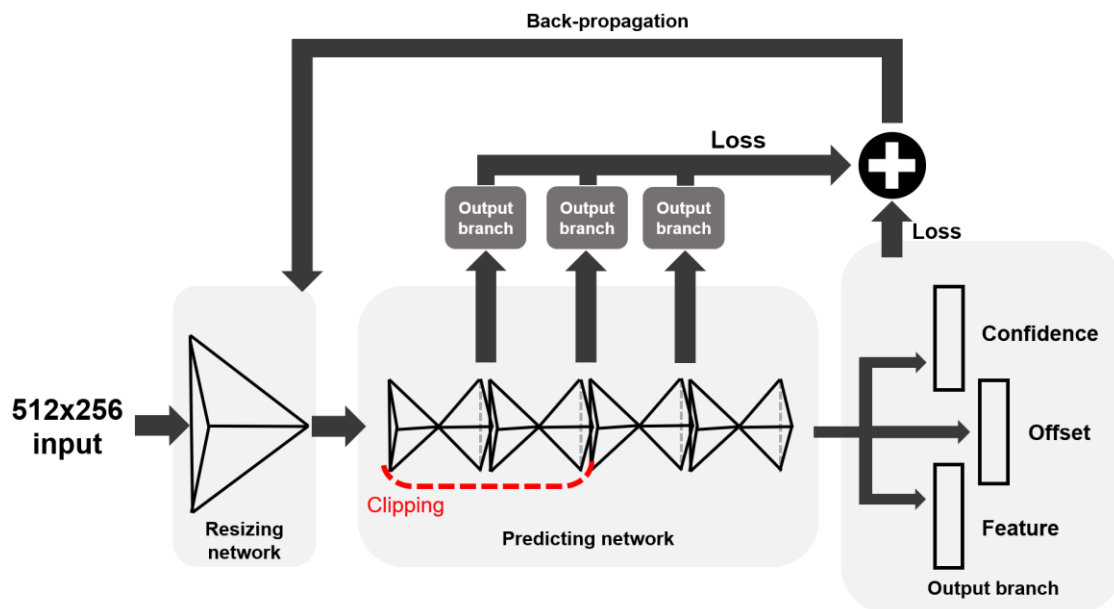 Back-propagation
Loss
Output
branch
Output
branch
Output
branch
Loss
512x256
input
Resizing
network
Clipping
Predicting network
Confidence
Offset
Feature
Output branch